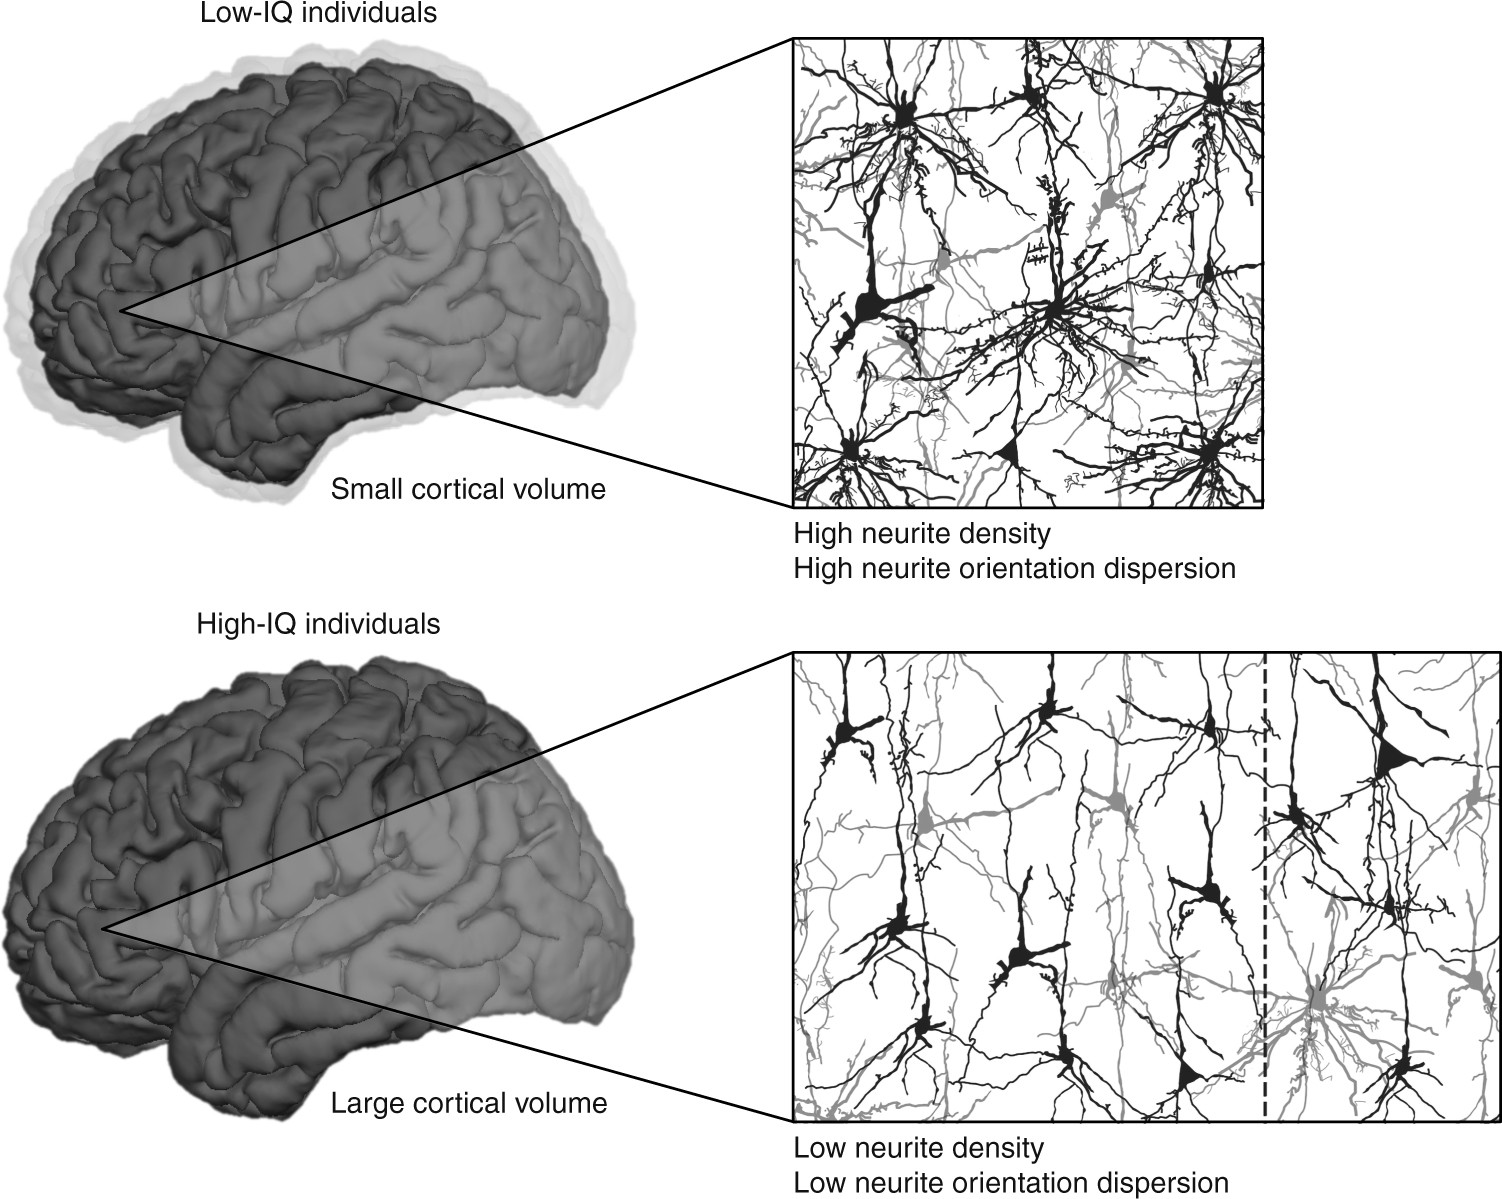 Low-IQ individuals
Small cortical volume
High neurite density
High neurite orientation dispersion
High-IQ individuals
Large cortical volume
Low neurite density
Low neurite orientation dispersion